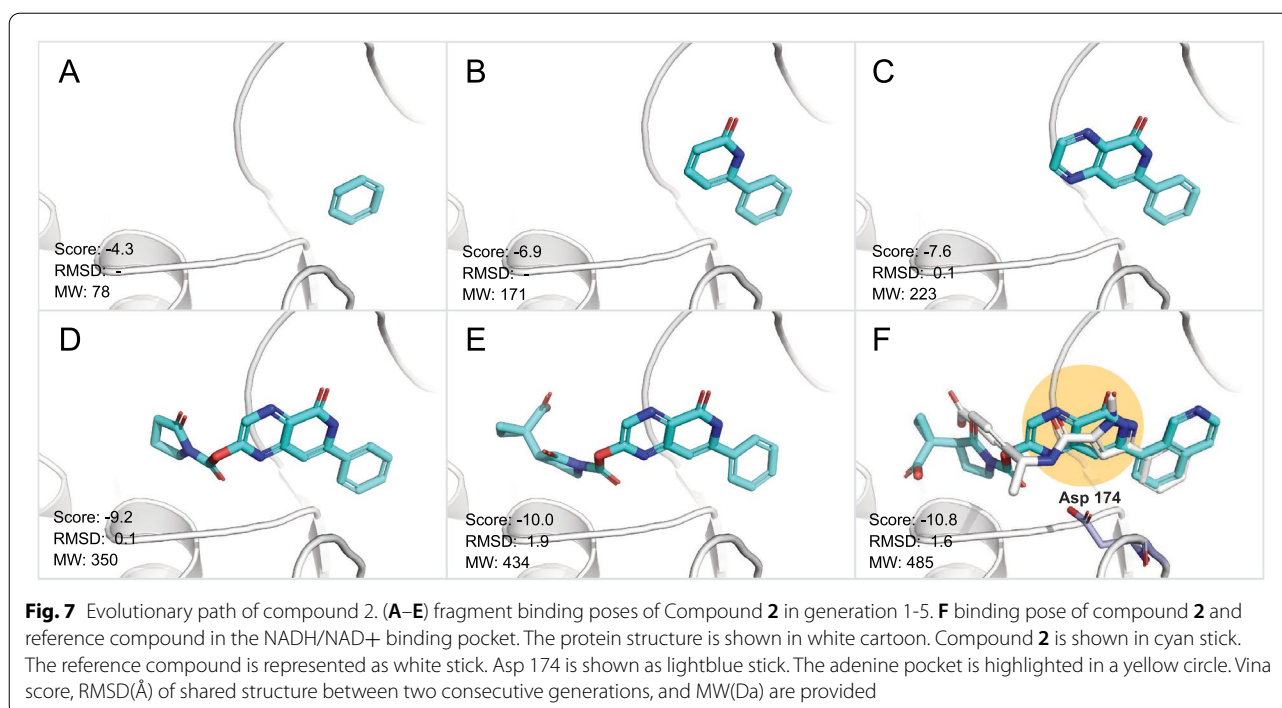 A
Score: -4.3
RMSD: -
MW: 78
B
Score: -6.9
RMSD: -
MW: 171
C
Score: -7.6
RMSD: 0.1
MW: 223
D
Score: -9.2
RMSD: 0.1
MW: 350
E
Score: -10.0
RMSD: 1.9
MW: 434
F
Asp 174
Score: -10.8
RMSD: 1.6
MW: 485
Fig. 7 Evolutionary path of compound 2. (A–E) fragment binding poses of Compound 2 in generation 1-5. F binding pose of compound 2 and
reference compound in the NADH/NAD+ binding pocket. The protein structure is shown in white cartoon. Compound 2 is shown in cyan stick.
The reference compound is represented as white stick. Asp 174 is shown as lightblue stick. The adenine pocket is highlighted in a yellow circle. Vina
score, RMSD(Å) of shared structure between two consecutive generations, and MW(Da) are provided